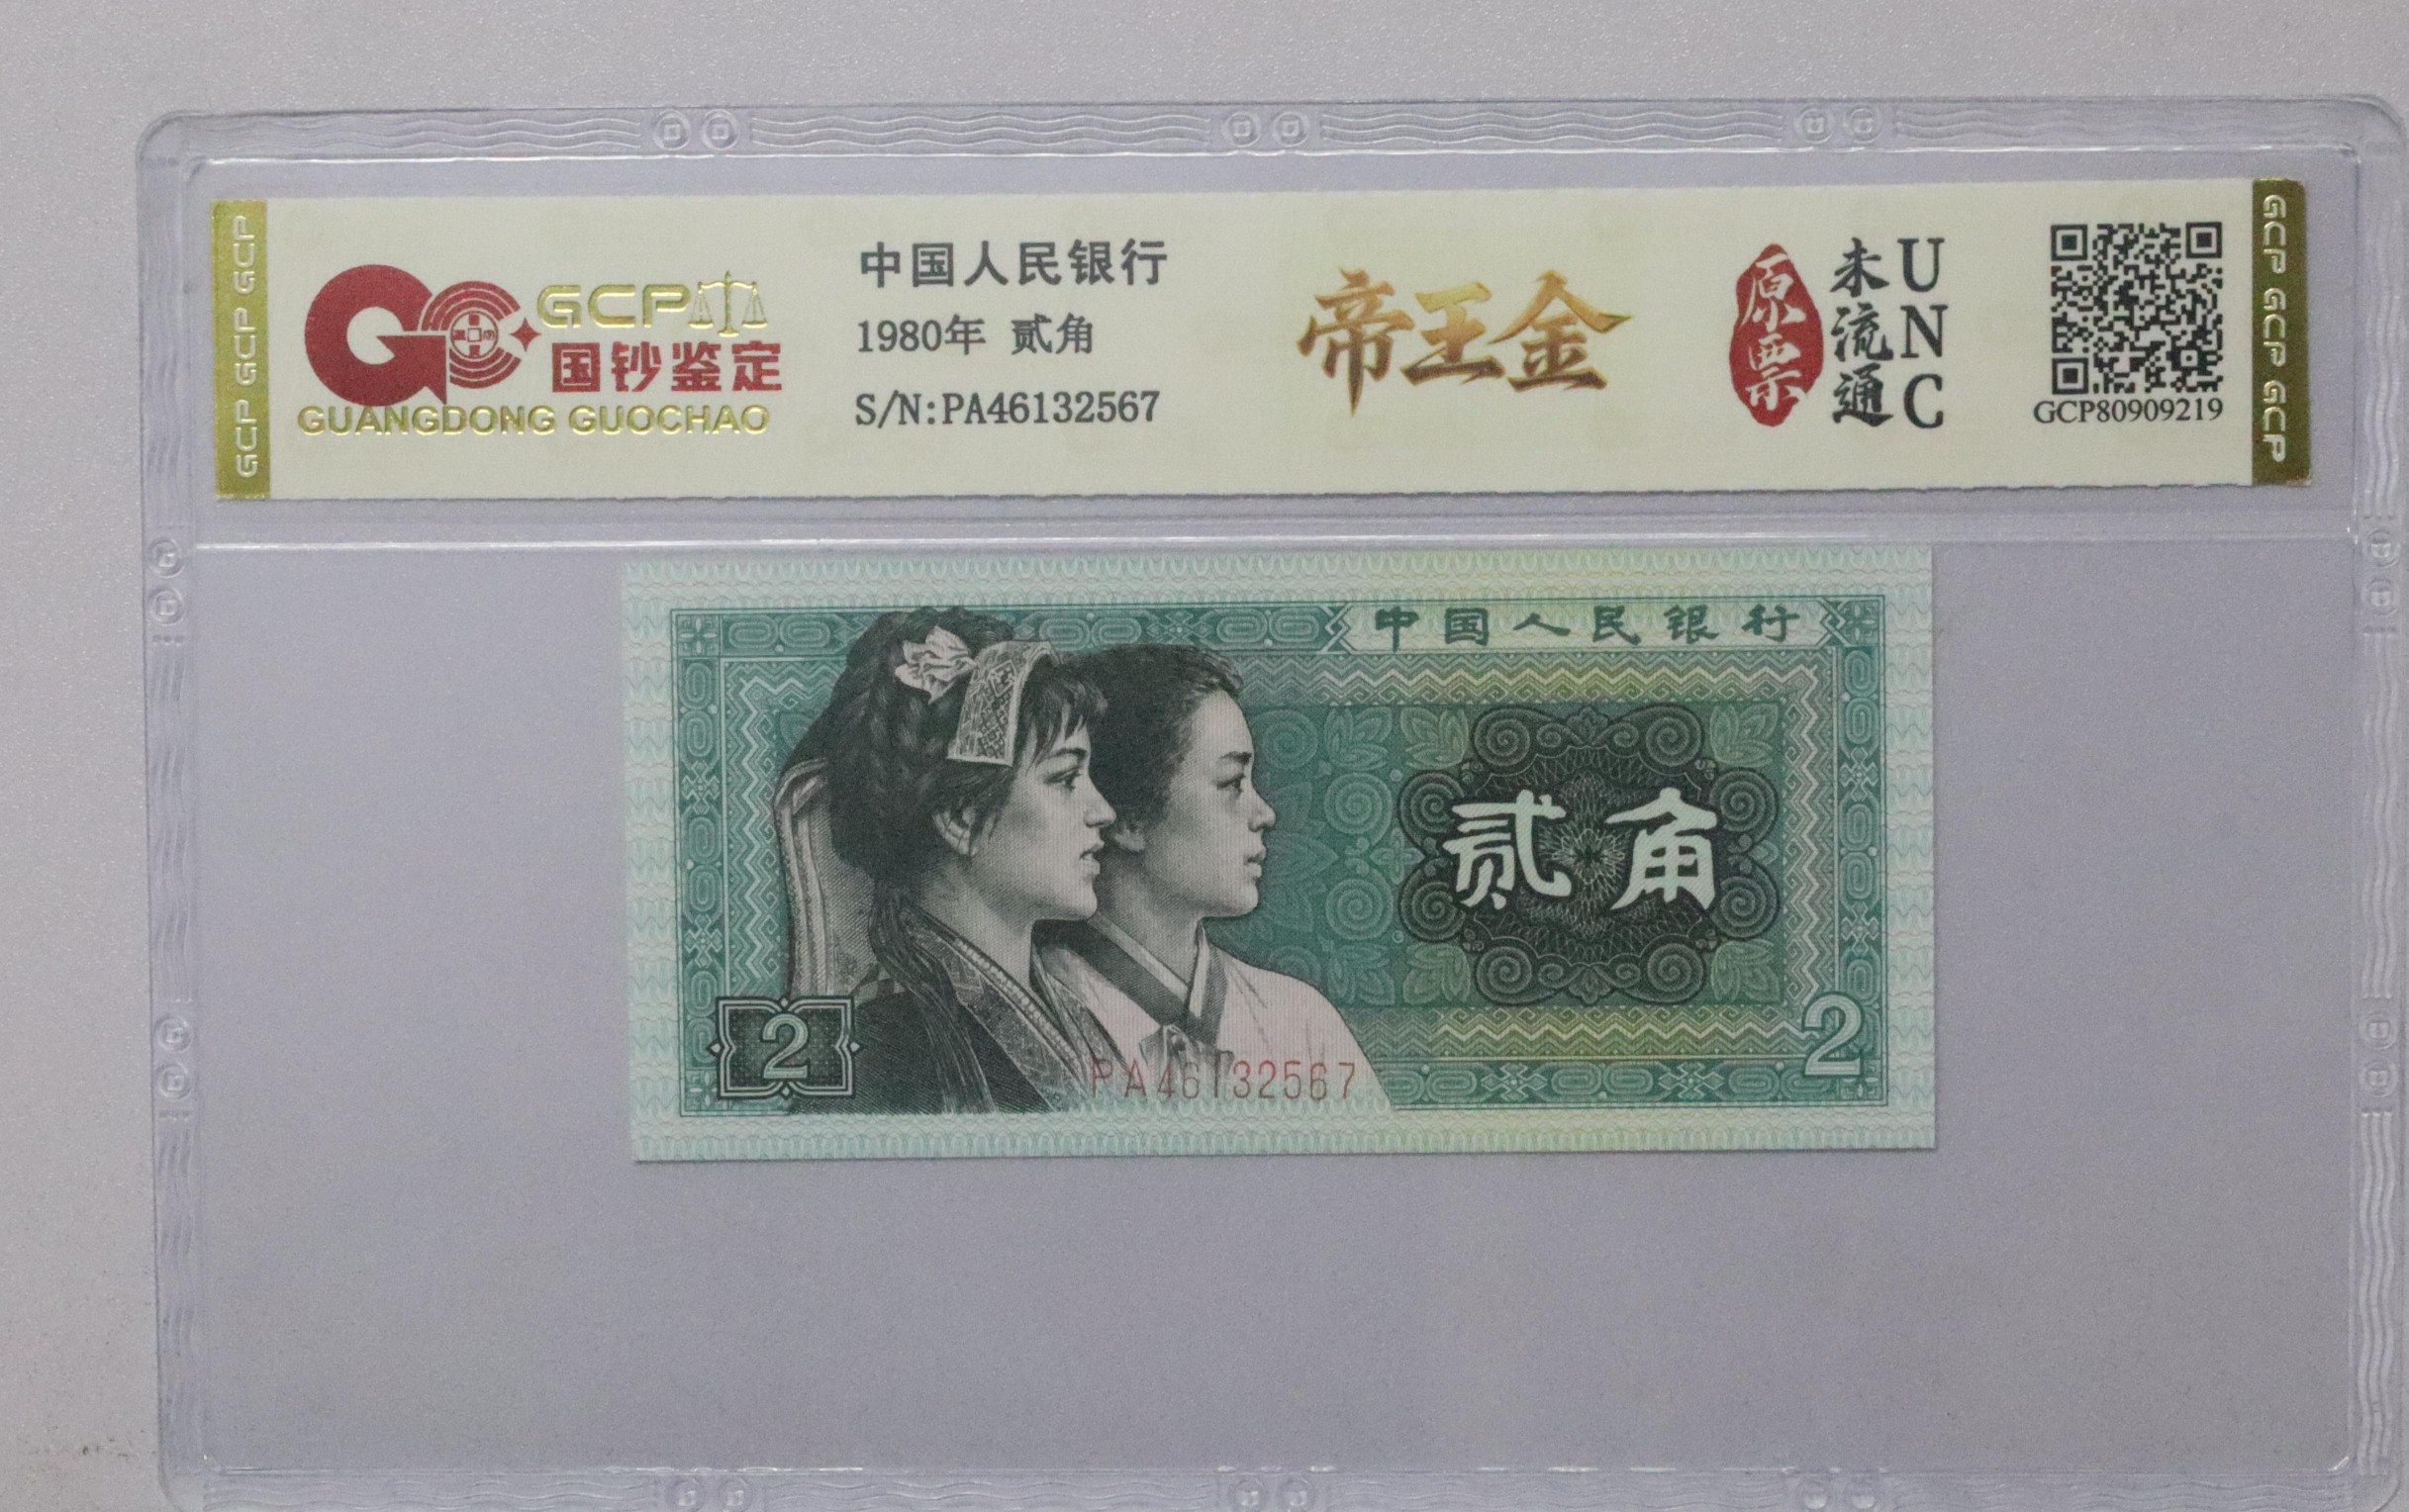 GCP GCP GCP
GCP
国钞鉴定
GUANGDONG GUOCHAO
中国人民银行
1980年 贰角
S/N:PA46132567
帝王金
原票
未流通
UNC
GCP80909219
GCP GCP GCP
中国人民银行
贰角
2
2
PA46132567